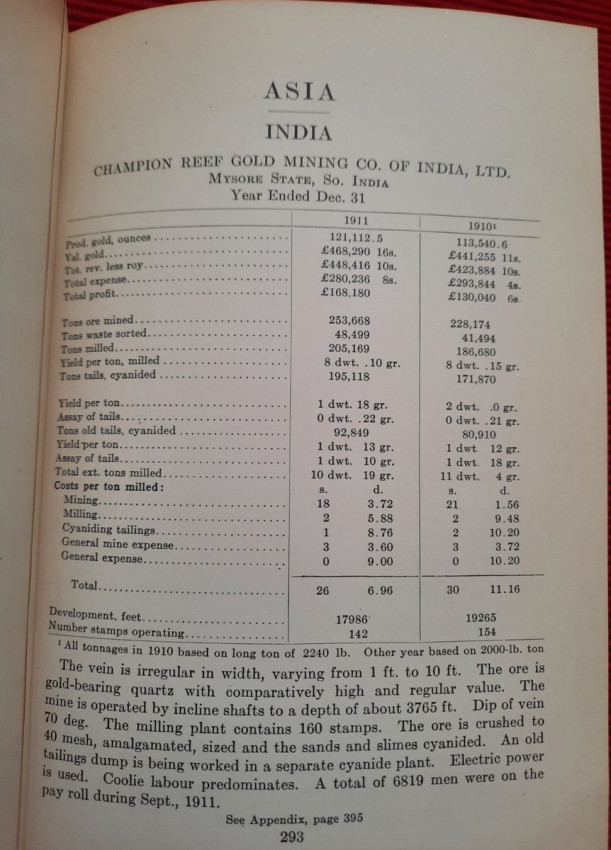 ASIA
INDIA
CHAMPION REEF GOLD MINING CO. OF INDIA, LTD.
MYSORE STATE, SO. INDIA
Year Ended Dec. 31
1911 1910¹
Prod. gold, ounces 121,112.5 113,540.6
Val. gold £468,290 16s. £441,255 11s.
Tot. rev. less roy £448,416 10s. £423,884 10s.
Total expense £280,236 8s. £293,844 4s.
Total profit £168,180 £130,040 6s.
Tons ore mined 253,668 228,174
Tons waste sorted 48,499 41,494
Tons milled 205,169 186,680
Yield per ton, milled 8 dwt. .10 gr. 8 dwt. .15 gr.
Tons tails, cyanided 195,118 171,870
Yield per ton 1 dwt. 18 gr. 2 dwt. .0 gr.
Assay of tails 0 dwt. .22 gr. 0 dwt. .21 gr.
Tons old tails, cyanided 92,849 80,910
Yield per ton 1 dwt. 13 gr. 1 dwt. 12 gr.
Assay of tails 1 dwt. 10 gr. 1 dwt. 18 gr.
Total ext. tons milled 10 dwt. 19 gr. 11 dwt. 4 gr.
Costs per ton milled: s. d. s. d.
Mining 18 3.72 21 1.56
Milling 2 5.88 2 9.48
Cyaniding tailings 1 8.76 2 10.20
General mine expense 3 3.60 3 3.72
General expense 0 9.00 0 10.20
Total 26 6.96 30 11.16
Development, feet 17986 19265
Number stamps operating 142 154
¹ All tonnages in 1910 based on long ton of 2240 lb. Other year based on 2000-lb. ton
The vein is irregular in width, varying from 1 ft. to 10 ft. The ore is
gold-bearing quartz with comparatively high and regular value. The
mine is operated by incline shafts to a depth of about 3765 ft. Dip of vein
70 deg. The milling plant contains 160 stamps. The ore is crushed to
40 mesh, amalgamated, sized and the sands and slimes cyanided. An old
tailings dump is being worked in a separate cyanide plant. Electric power
is used. Coolie labour predominates. A total of 6819 men were on the
pay roll during Sept., 1911.
See Appendix, page 395
293